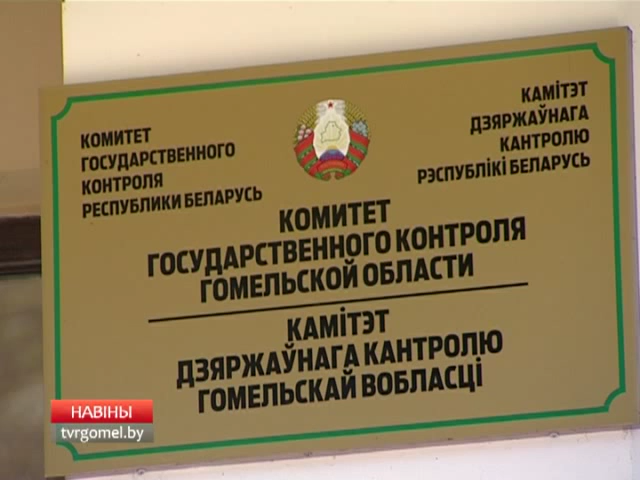 КОМИТЕТ
ГОСУДАРСТВЕННОГО
КОНТРОЛЯ
РЕСПУБЛИКИ БЕЛАРУСЬ
КАМІТЭТ
ДЗЯРЖАЎНАГА
КАНТРОЛЮ
РЭСПУБЛІКІ БЕЛАРУСЬ
КОМИТЕТ
ГОСУДАРСТВЕННОГО КОНТРОЛЯ
ГОМЕЛЬСКОЙ ОБЛАСТИ
КАМІТЭТ
ДЗЯРЖАЎНАГА КАНТРОЛЮ
ГОМЕЛЬСКАЙ ВОБЛАСЦІ
НАВІНЫ
tvrgomel.by